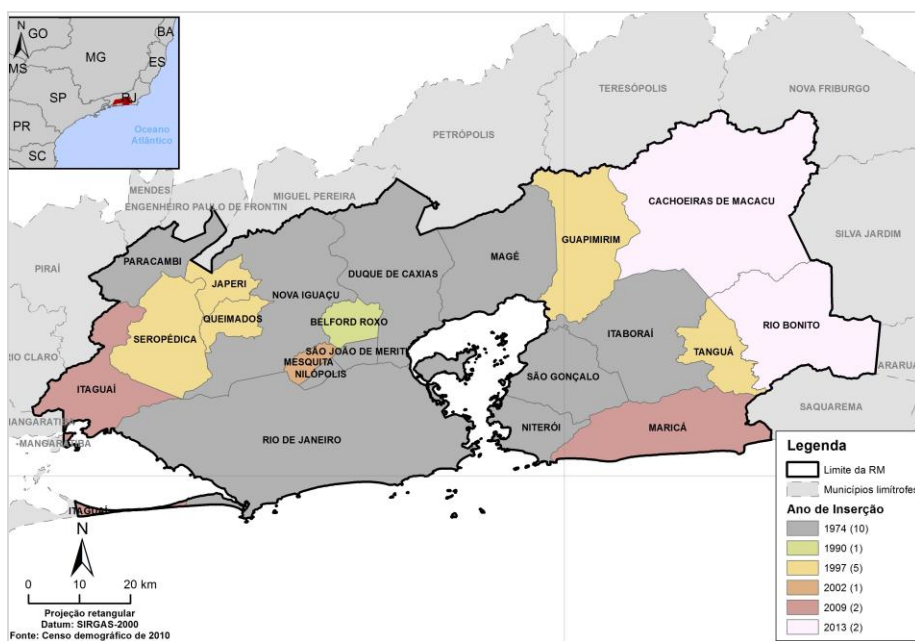 N
GO
BA
MG
MS
ES
SP
RJ
PR
Oceano
Atlântico
SC
TERESÓPOLIS
NOVA FRIBURGO
PETRÓPOLIS
MENDES
ENGENHEIRO PAULO DE FRONTIN
MIGUEL PEREIRA
CACHOEIRAS DE MACACU
SILVA JARDIM
PIRAÍ
PARACAMBI
GUAPIMIRIM
MAGÉ
DUQUE DE CAXIAS
JAPERI
NOVA IGUAÇU
QUEIMADOS
BELFORD ROXO
ITABORAÍ
RIO BONITO
SEROPÉDICA
SÃO JOÃO DE MERITI
TANGUÁ
RIO CLARO
MESQUITA
NILÓPOLIS
SÃO GONÇALO
ARARUA
ITAGUAÍ
SAQUAREMA
MANGARATIBA
NITERÓI
MARICÁ
RIO DE JANEIRO
-MANGARATIBA
ITAGUAÍ
Legenda
Limite da RM
Municípios limítrofes
Ano de Inserção
1974 (10)
1990 (1)
1997 (5)
2002 (1)
2009 (2)
2013 (2)
N
0 10 20 km
Projeção retangular
Datum: SIRGAS-2000
Fonte: Censo demográfico de 2010